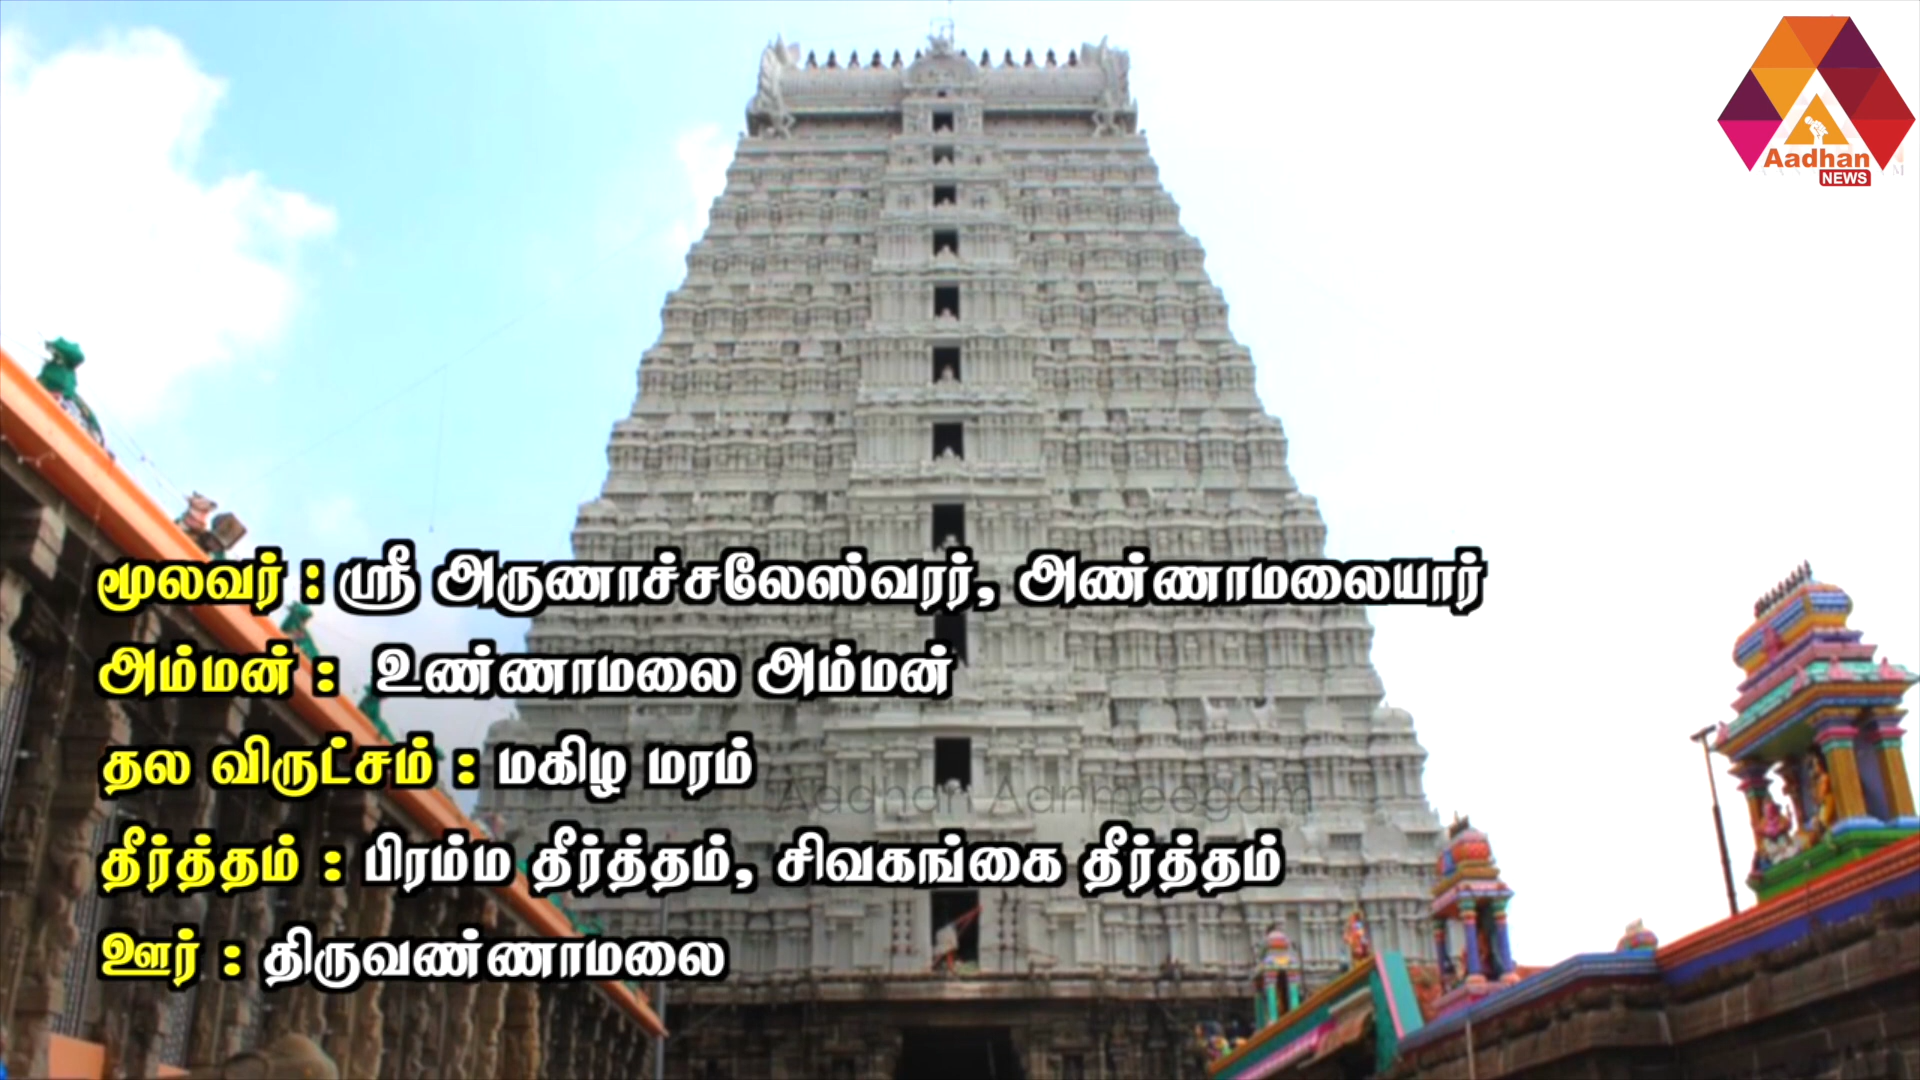 Aadhan
NEWS
மூலவர் : ஸ்ரீ அருணாச்சலேஸ்வரர், அண்ணாமலையார்
அம்மன் : உண்ணாமலை அம்மன்
தல விருட்சம் : மகிழ மரம்
Aadhan Aanmeegam
தீர்த்தம் : பிரம்ம தீர்த்தம், சிவகங்கை தீர்த்தம்
ஊர் : திருவண்ணாமலை